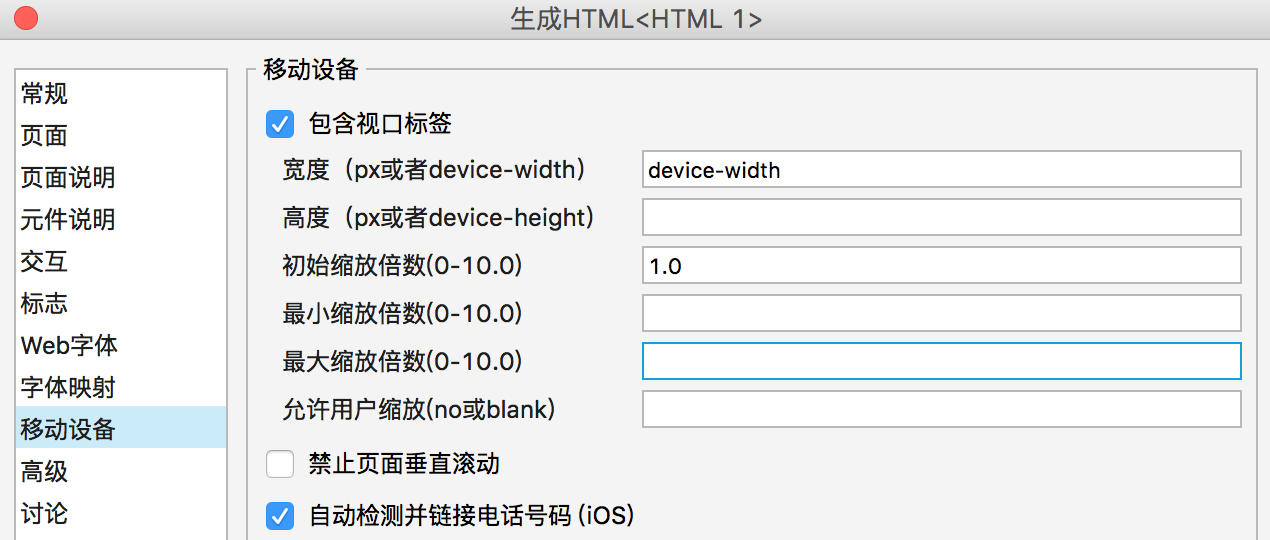 生成HTML<HTML 1>
常规
页面
页面说明
元件说明
交互
标志
Web字体
字体映射
移动设备
高级
讨论
移动设备
包含视口标签
宽度（px或者device-width） device-width
高度（px或者device-height）
初始缩放倍数(0-10.0) 1.0
最小缩放倍数(0-10.0)
最大缩放倍数(0-10.0)
允许用户缩放(no或blank)
禁止页面垂直滚动
自动检测并链接电话号码 (iOS)